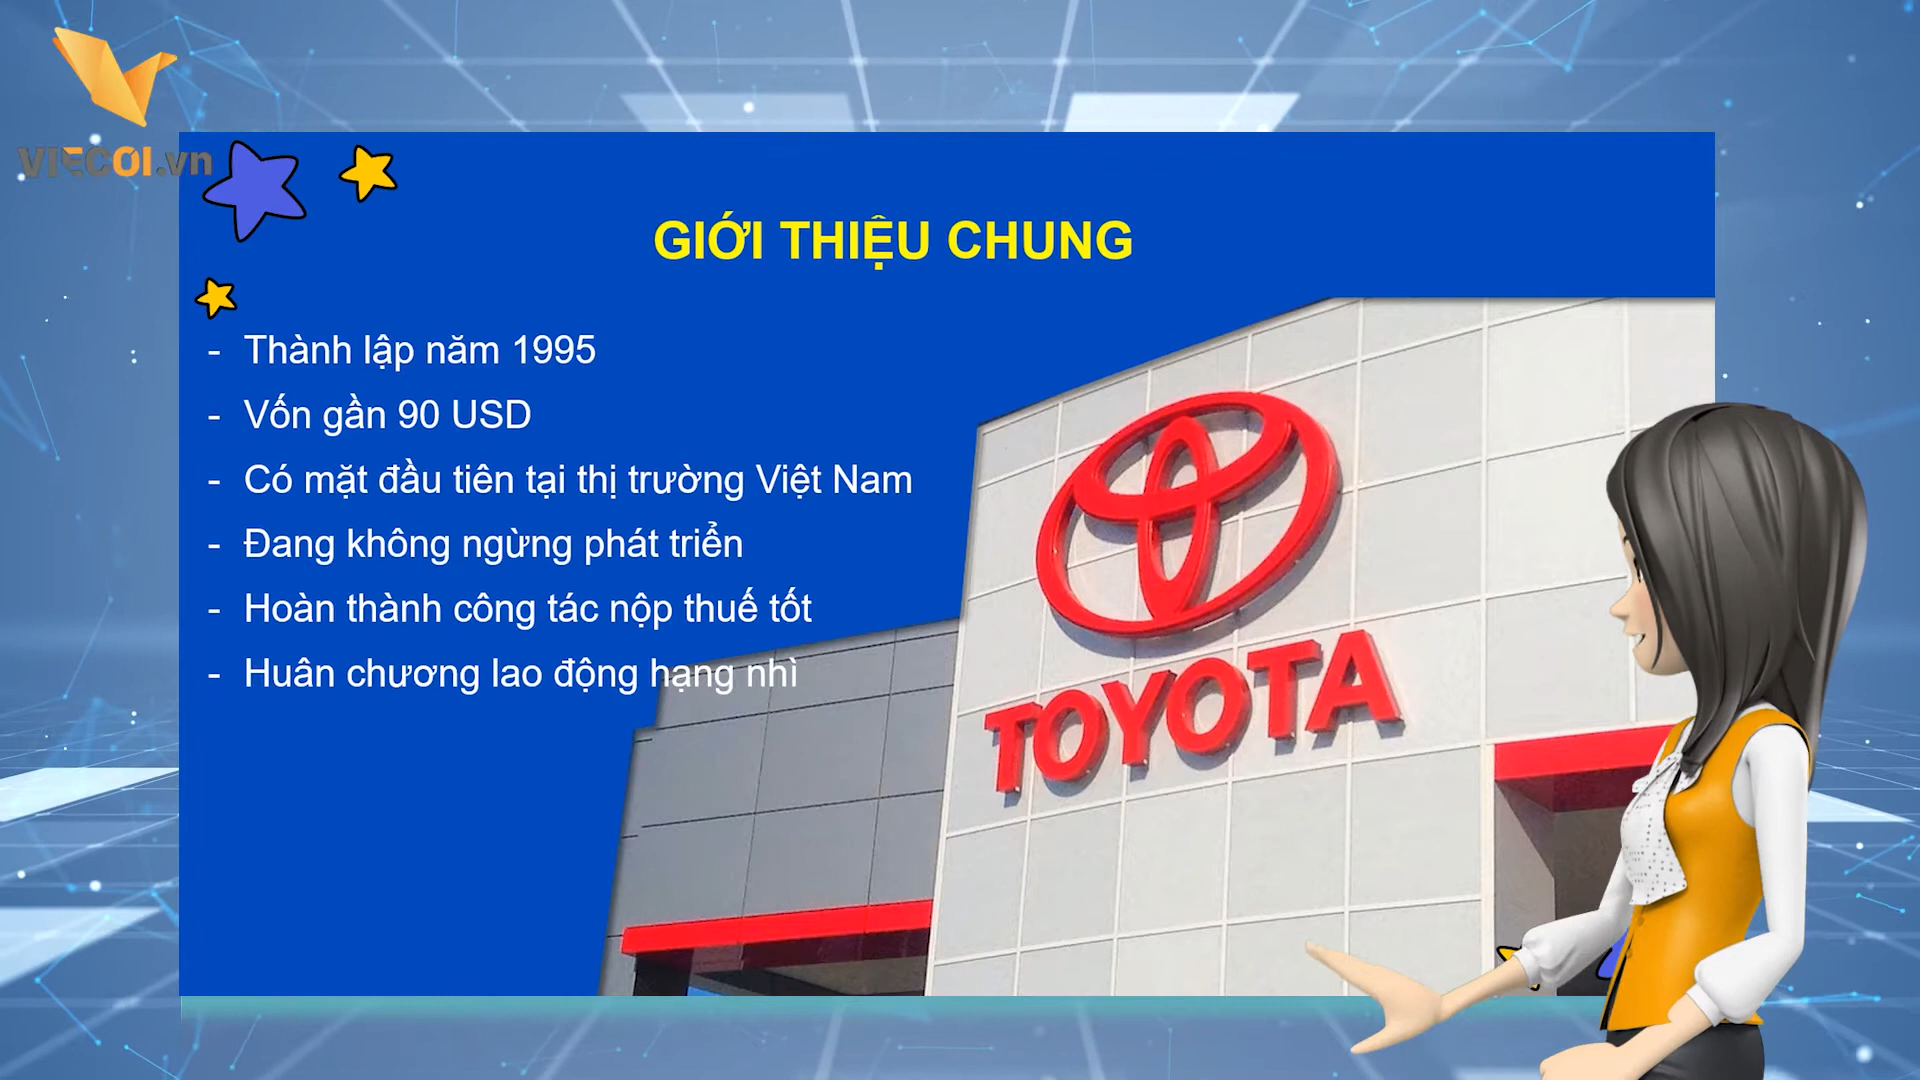 VIECOI.vn
GIỚI THIỆU CHUNG
- Thành lập năm 1995
- Vốn gần 90 USD
- Có mặt đầu tiên tại thị trường Việt Nam
- Đang không ngừng phát triển
- Hoàn thành công tác nộp thuế tốt
- Huân chương lao động hạng nhì
TOYOTA